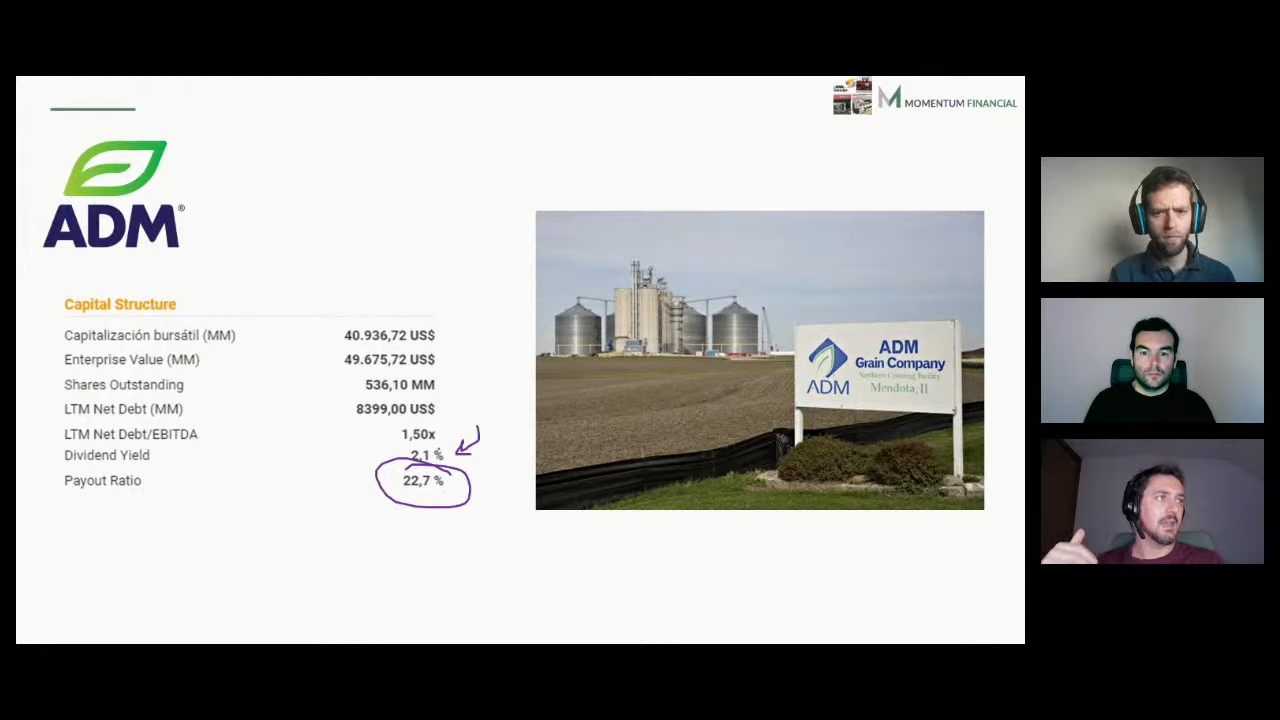 MOMENTUM FINANCIAL
ADM®
Capital Structure
Capitalización bursátil (MM) 40.936,72 US$
Enterprise Value (MM) 49.675,72 US$
Shares Outstanding 536,10 MM
LTM Net Debt (MM) 8399,00 US$
LTM Net Debt/EBITDA 1,50x
Dividend Yield 2,1 %
Payout Ratio 22,7 %
ADM
Grain Company
Mendota, Il
ADM